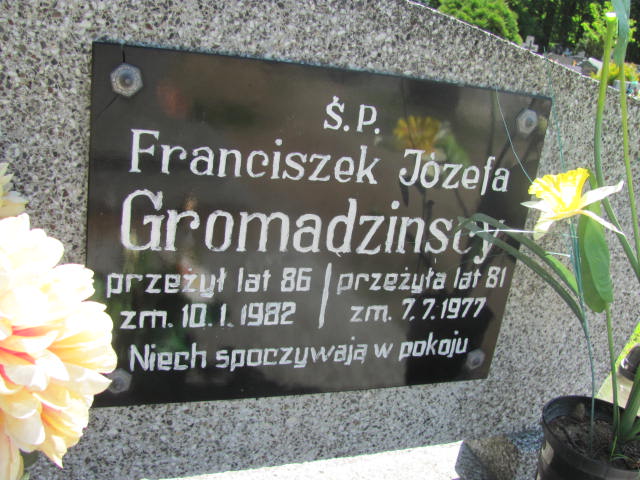 Ś.P.
Franciszek Józefa
Gromadzinscy
przeżył lat 86 przeżyła lat 81
zm. 10.1.1982 zm. 7.7.1977
Niech spoczywają w pokoju